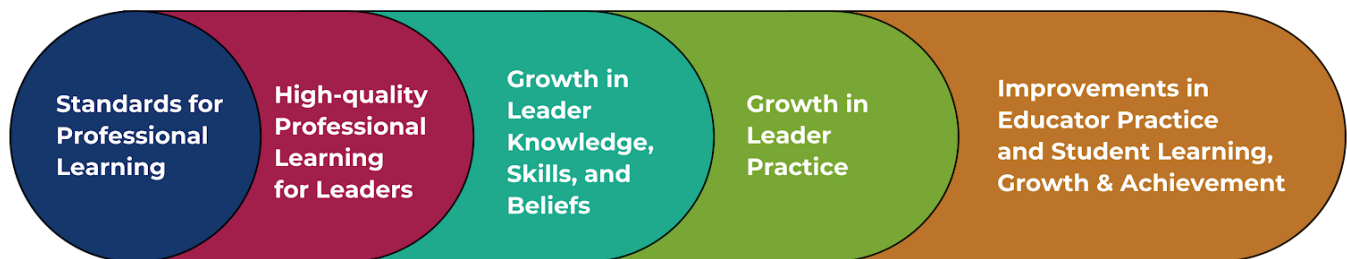 Standards for
Professional
Learning
High-quality
Professional
Learning
for Leaders
Growth in
Leader
Knowledge,
Skills, and
Beliefs
Growth in
Leader
Practice
Improvements in
Educator Practice
and Student Learning,
Growth & Achievement